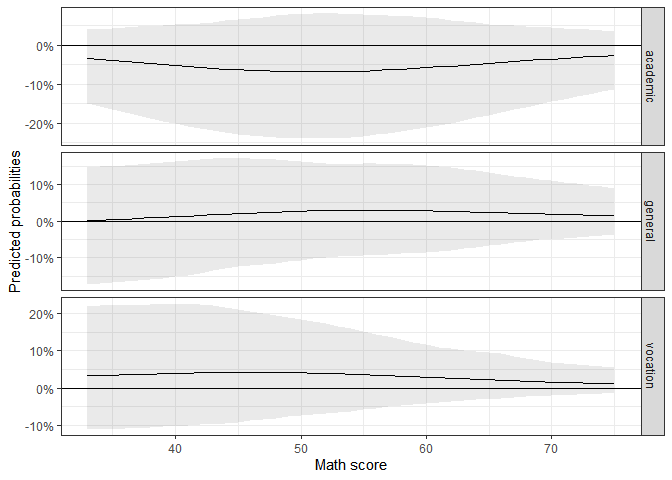 0%
-10%
-20%
academic
10%
0%
-10%
general
20%
10%
0%
-10%
vocation
Predicted probabilities
40 50 60 70
Math score